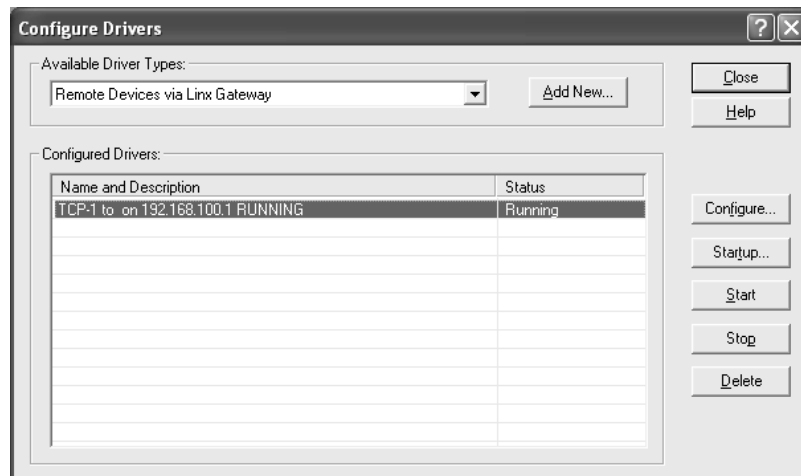 Configure Drivers
Available Driver Types:
Remote Devices via Linx Gateway
Add New...
Close
Help
Configured Drivers:
Name and Description
Status
TCP-1 to on 192.168.100.1 RUNNING
Running
Configure...
Startup...
Start
Stop
Delete